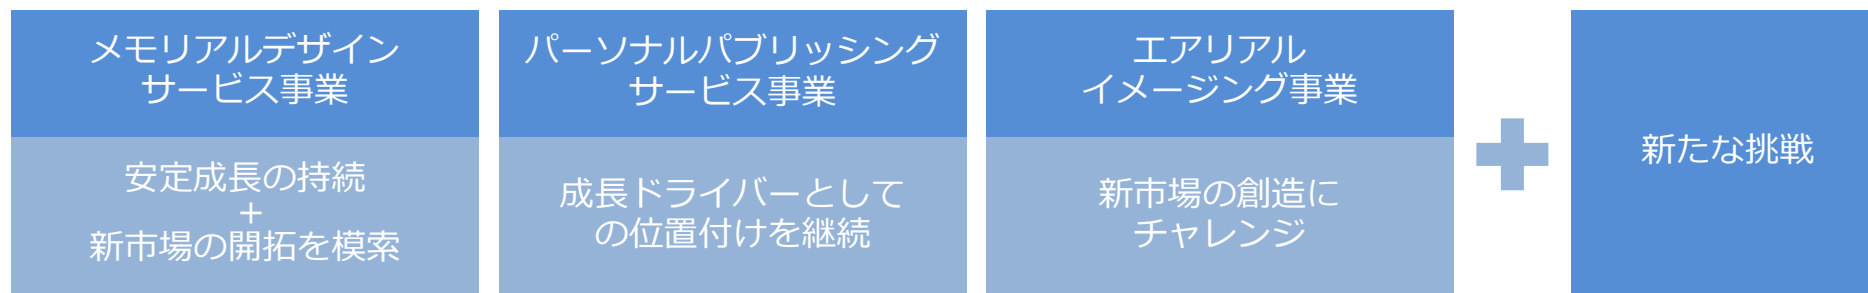 メモリアルデザイン
サービス事業
安定成長の持続
+
新市場の開拓を模索
パーソナルパブリッシング
サービス事業
成長ドライバーとして
の位置付けを継続
エアリアル
イメージング事業
新市場の創造に
チャレンジ
新たな挑戦